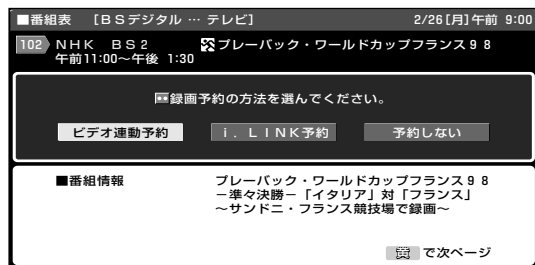 ■番組表 [BSデジタル … テレビ] 2/26[月]午前 9:00
102 NHK BS2 プレーバック・ワールドカップフランス98
午前11:00〜午後 1:30
録画予約の方法を選んでください。
ビデオ連動予約 i.LINK予約 予約しない
■番組情報 プレーバック・ワールドカップフランス98
－準々決勝－「イタリア」対「フランス」
〜サンドニ・フランス競技場で録画〜
黄 で次ページ